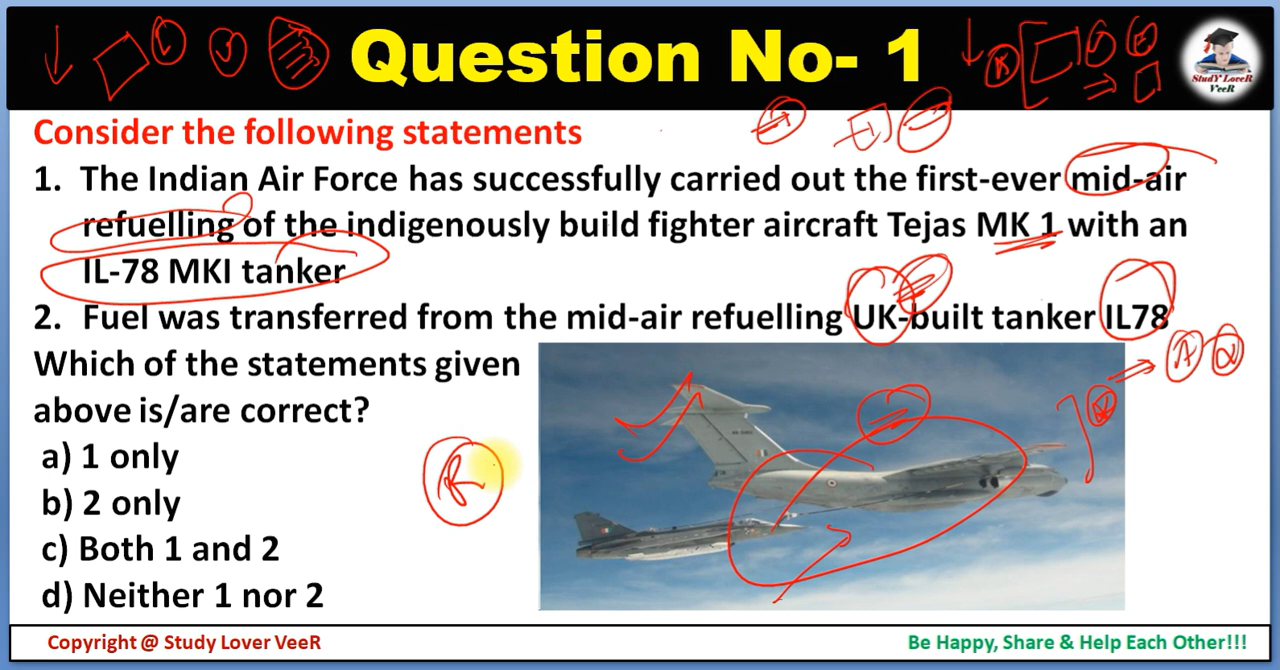 Question No- 1
StudY LoveR
VeeR
Consider the following statements
1. The Indian Air Force has successfully carried out the first-ever mid-air
refuelling of the indigenously build fighter aircraft Tejas MK 1 with an
IL-78 MKI tanker
2. Fuel was transferred from the mid-air refuelling UK-built tanker IL78
Which of the statements given
above is/are correct?
a) 1 only
b) 2 only
c) Both 1 and 2
d) Neither 1 nor 2
Copyright @ Study Lover VeeR
Be Happy, Share & Help Each Other!!!